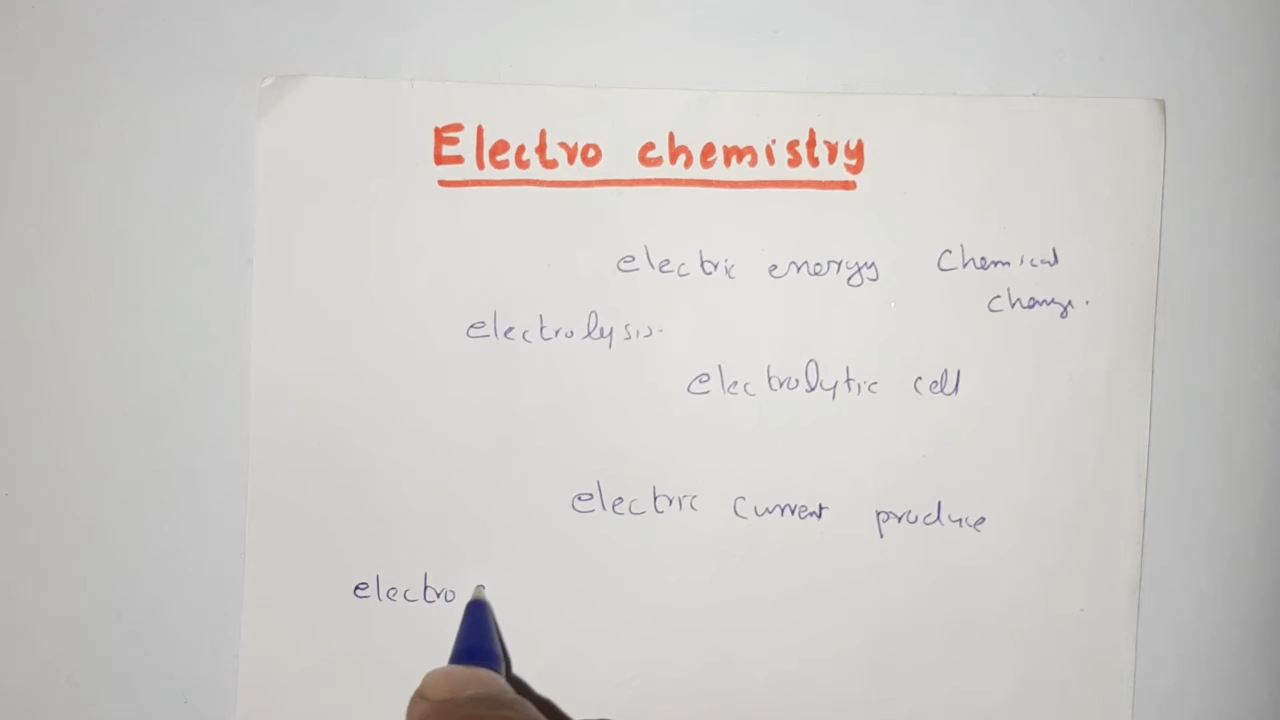 Electro chemistry
electric energy Chemical
change.
electrolysis.
electrolytic cell
electric current produce
electro